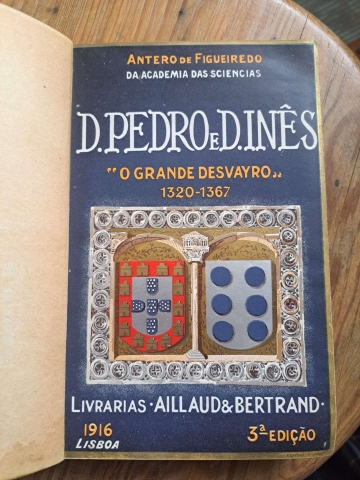 ANTERO DE FIGUEIREDO
DA ACADEMIA DAS SCIENCIAS
D. PEDRO E D. INÊS
"O GRANDE DESVAYRO"
1320-1367
LIVRARIAS · AILLAUD & BERTRAND ·
1916
LISBOA
3ª EDIÇÃO